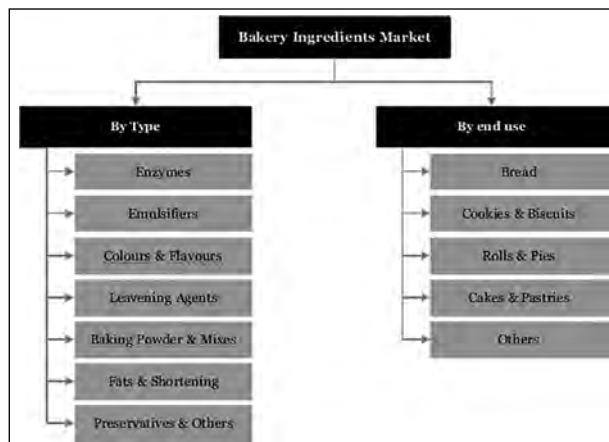 Bakery Ingredients Market
By Type
Enzymes
Emulsifiers
Colours & Flavours
Leavening Agents
Baking Powder & Mixes
Fats & Shortening
Preservatives & Others
By end use
Bread
Cookies & Biscuits
Rolls & Pies
Cakes & Pastries
Others